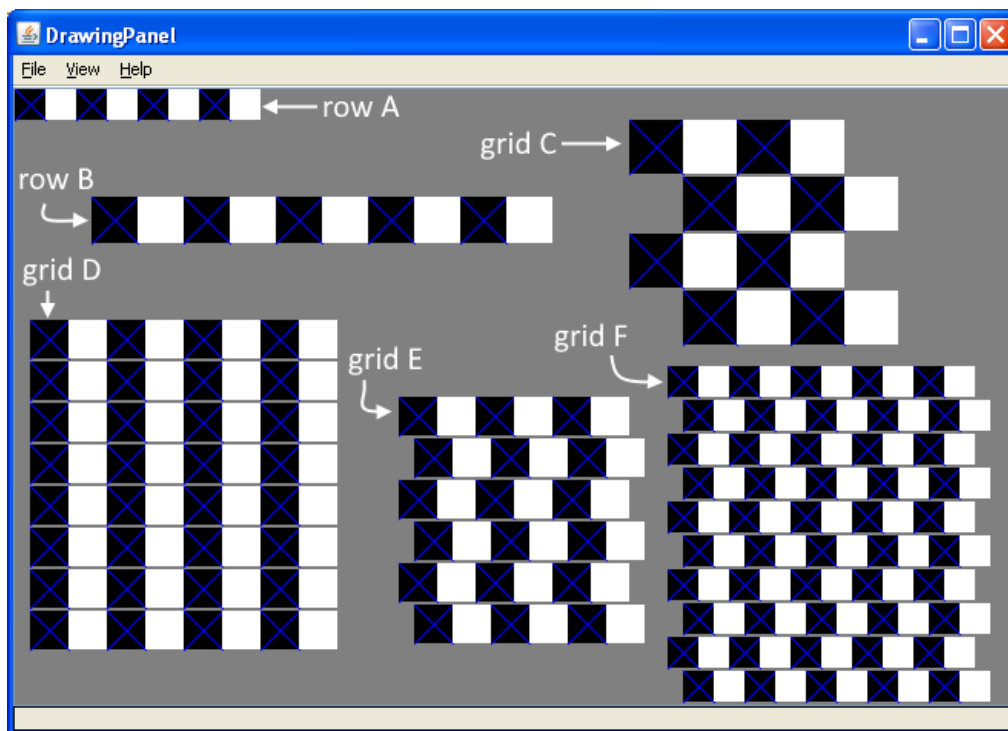 DrawingPanel
File View Help
row A
grid C
row B
grid D
grid F
grid E